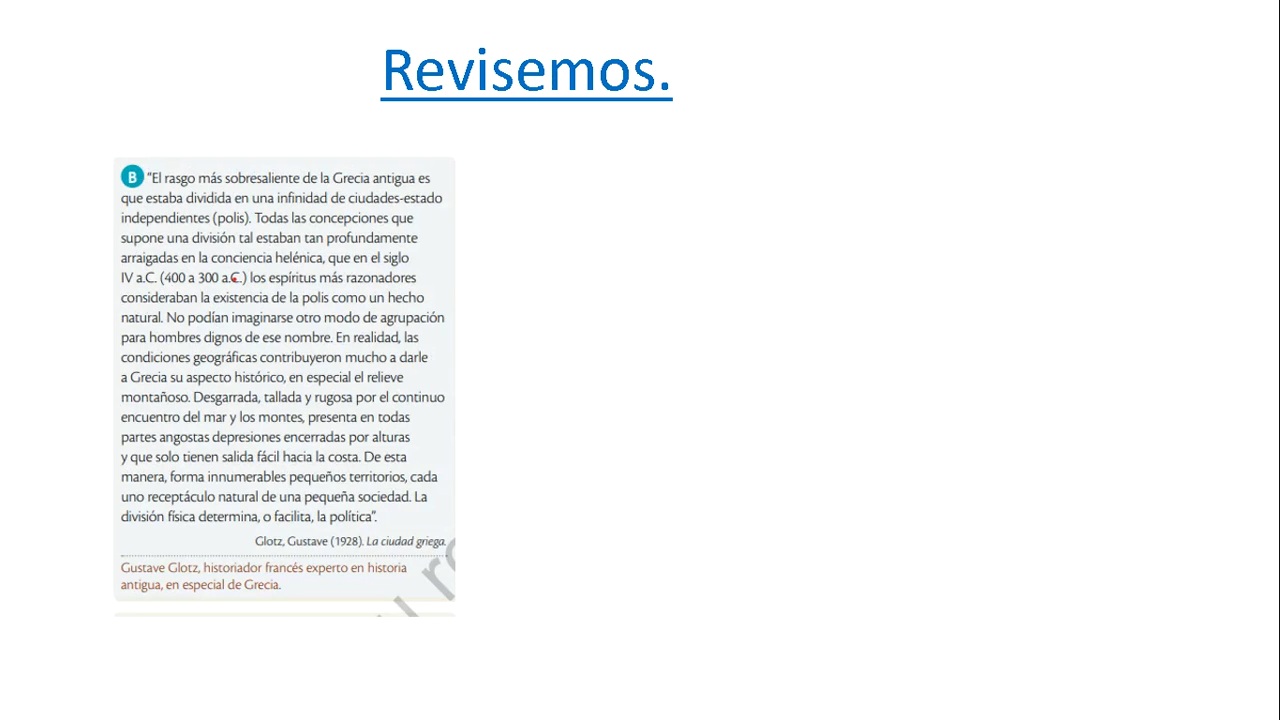 Revisemos.
B "El rasgo más sobresaliente de la Grecia antigua es
que estaba dividida en una infinidad de ciudades-estado
independientes (polis). Todas las concepciones que
supone una división tal estaban tan profundamente
arraigadas en la conciencia helénica, que en el siglo
IV a.C. (400 a 300 a.C.) los espíritus más razonadores
consideraban la existencia de la polis como un hecho
natural. No podían imaginarse otro modo de agrupación
para hombres dignos de ese nombre. En realidad, las
condiciones geográficas contribuyeron mucho a darle
a Grecia su aspecto histórico, en especial el relieve
montañoso. Desgarrada, tallada y rugosa por el continuo
encuentro del mar y los montes, presenta en todas
partes angostas depresiones encerradas por alturas
y que solo tienen salida fácil hacia la costa. De esta
manera, forma innumerables pequeños territorios, cada
uno receptáculo natural de una pequeña sociedad. La
división física determina, o facilita, la política".
Glotz, Gustave (1928). La ciudad griega.
Gustave Glotz, historiador francés experto en historia
antigua, en especial de Grecia.